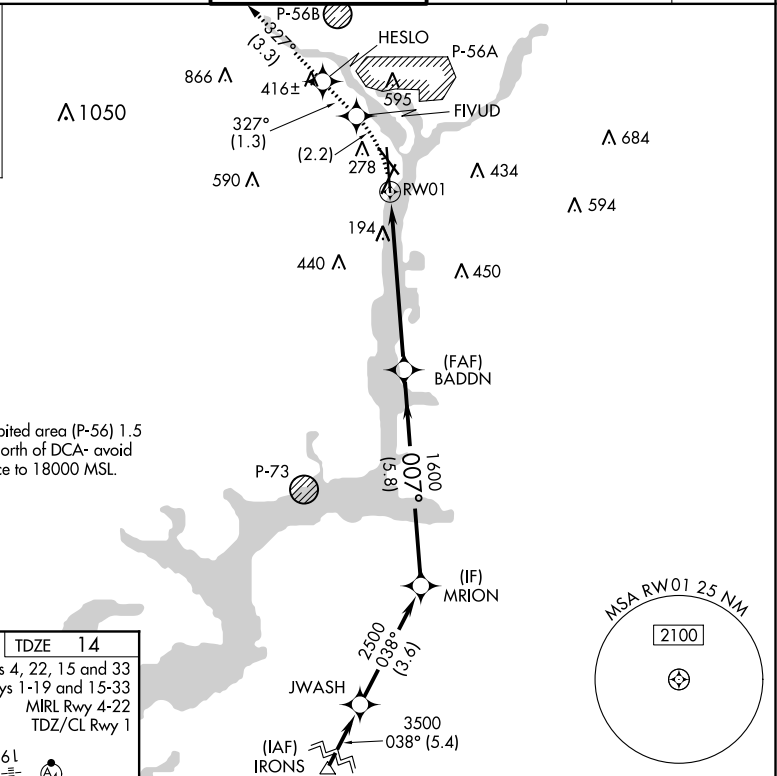 P-56B
327°
(3.3)
HESLO
P-56A
866
416±
595
1050
FIVUD
327°
(1.3)
(2.2)
278
684
434
590
RW01
594
194
440
450
(FAF)
BADDN
bited area (P-56) 1.5
orth of DCA- avoid
ce to 18000 MSL.
P-73
1600
007°
(5.8)
(IF)
MRION
MSA RW01 25 NM
2100
2500
038°
(3.6)
JWASH
3500
038° (5.4)
(IAF)
IRONS
TDZE 14
s 4, 22, 15 and 33
ys 1-19 and 15-33
MIRL Rwy 4-22
TDZ/CL Rwy 1
19